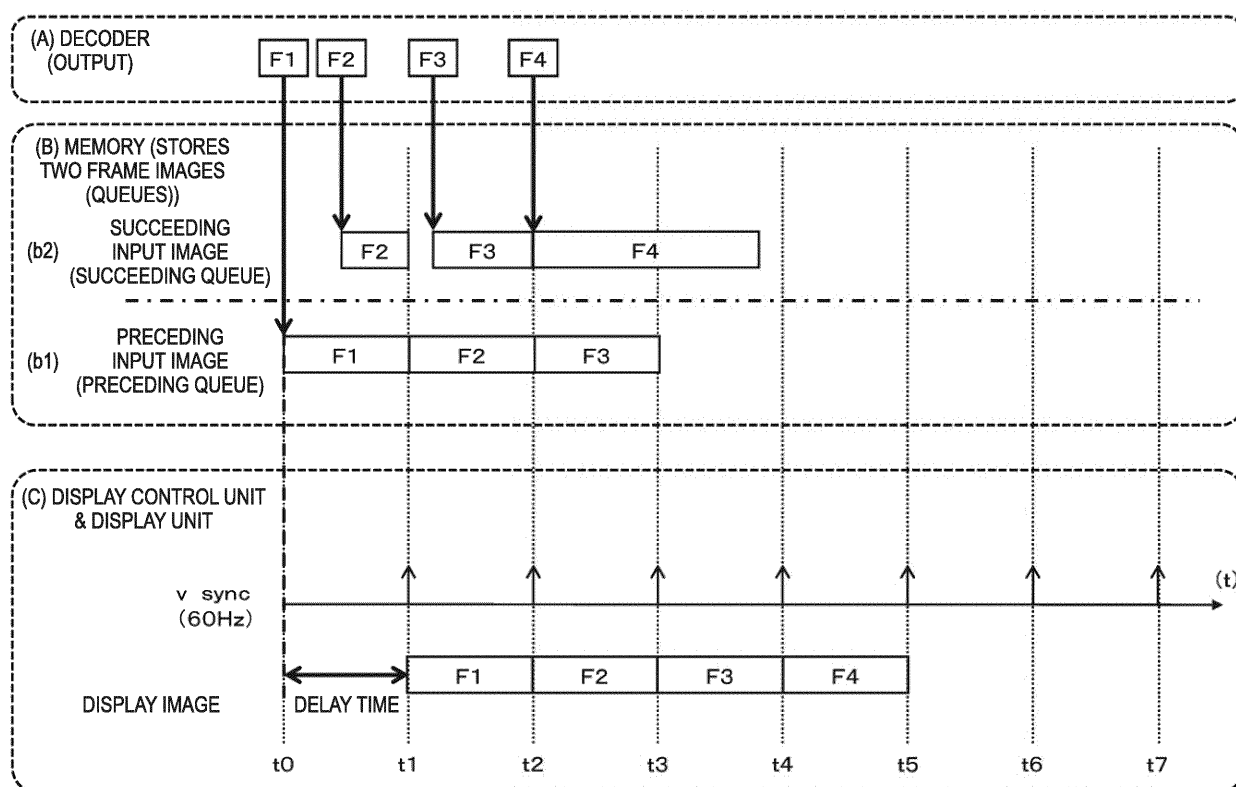 (A) DECODER
(OUTPUT)
F1 F2 F3 F4
(B) MEMORY (STORES
TWO FRAME IMAGES
(QUEUES))
(b2) SUCCEEDING
INPUT IMAGE
(SUCCEEDING QUEUE)
F2 F3 F4
(b1) PRECEDING
INPUT IMAGE
(PRECEDING QUEUE)
F1 F2 F3
(C) DISPLAY CONTROL UNIT
& DISPLAY UNIT
v sync
(60Hz)
(t)
F1 F2 F3 F4
DISPLAY IMAGE DELAY TIME
t0 t1 t2 t3 t4 t5 t6 t7